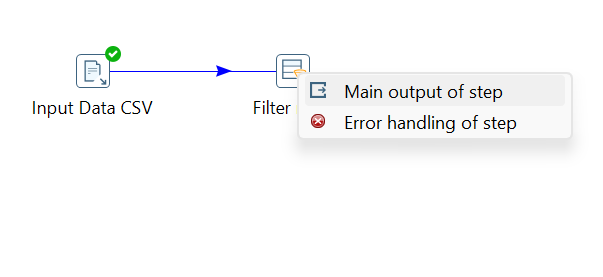 Main output of step
Input Data CSV
Filter
Error handling of step